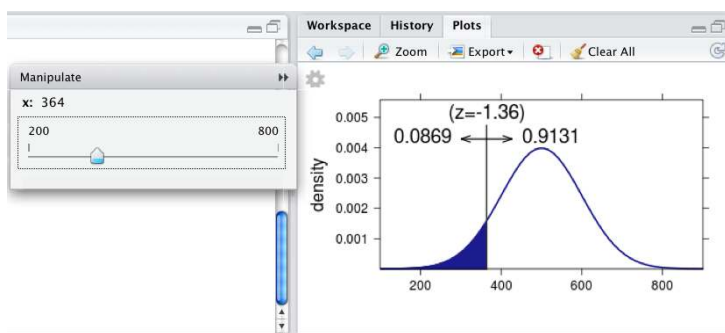 Workspace History Plots
Zoom Export Clear All
Manipulate
x: 364
200 800
(z=-1.36)
0.0869 0.9131
density
0.005
0.004
0.003
0.002
0.001
200 400 600 800